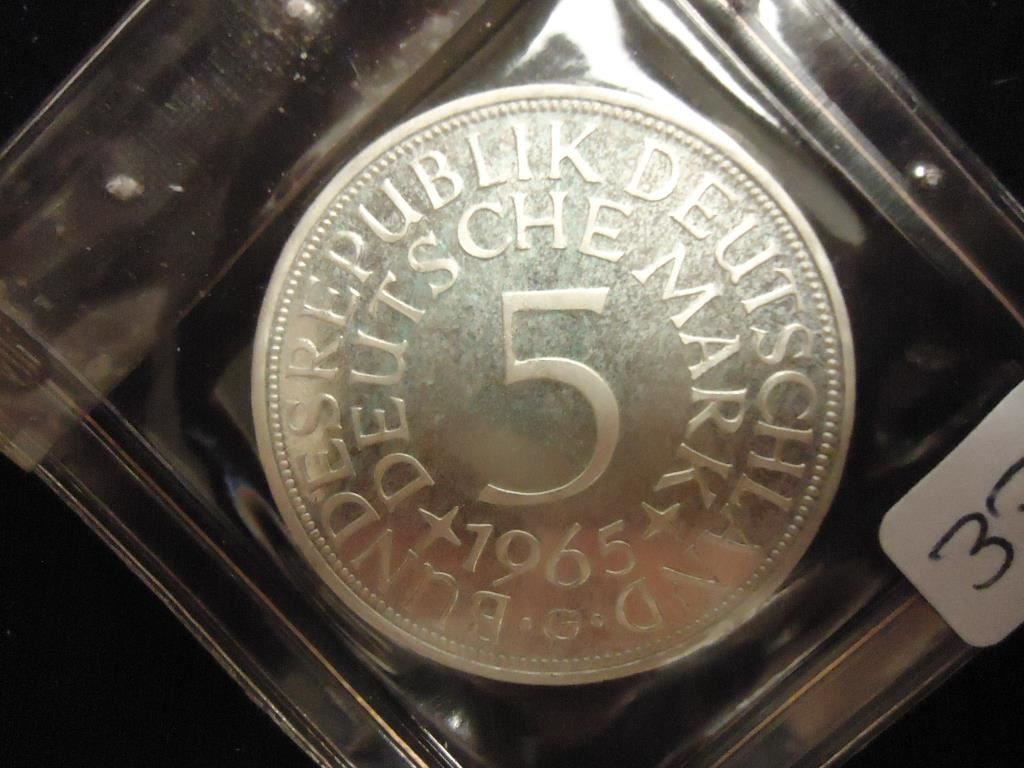 BUNDESREPUBLIK DEUTSCHLAND
DEUTSCHE MARK
5
1965
G